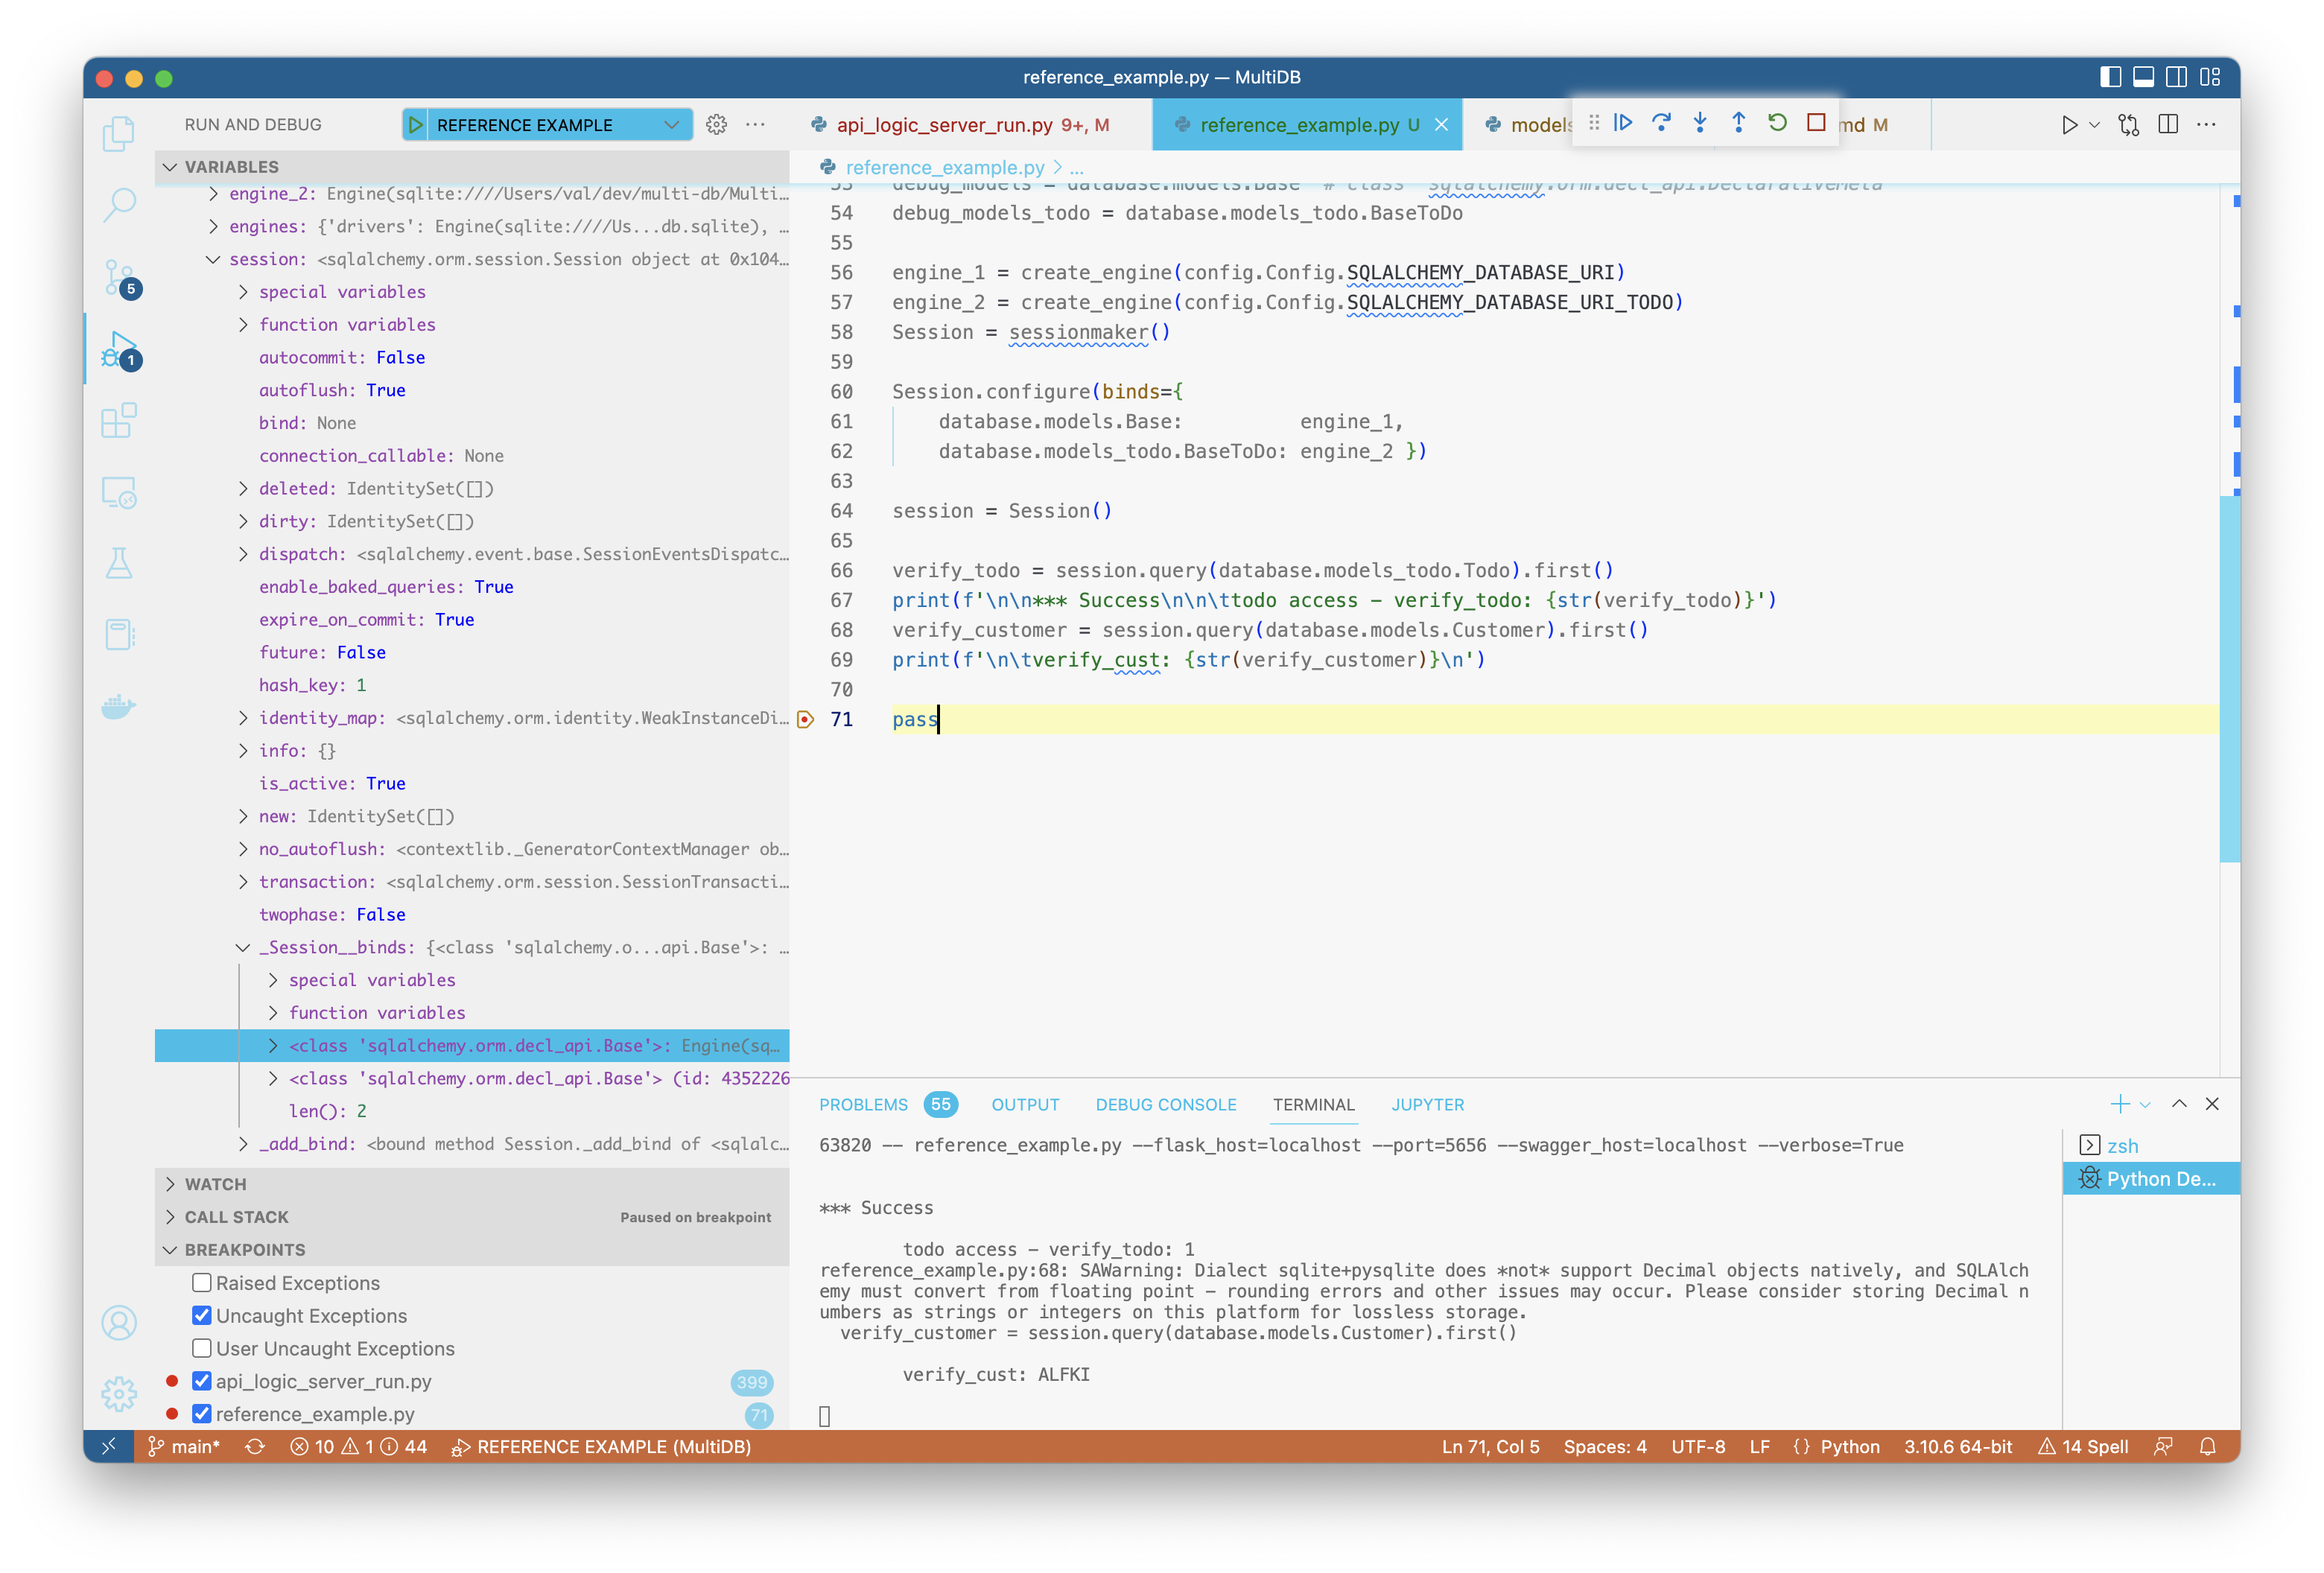 reference_example.py — MultiDB
RUN AND DEBUG
REFERENCE EXAMPLE
api_logic_server_run.py 9+, M
reference_example.py U
models
md M
VARIABLES
engine_2: Engine(sqlite:////Users/val/dev/multi-db/Multi…
engines: {'drivers': Engine(sqlite:////Us...db.sqlite), …
session: <sqlalchemy.orm.session.Session object at 0x104…
special variables
function variables
autocommit: False
autoflush: True
bind: None
connection_callable: None
deleted: IdentitySet([])
dirty: IdentitySet([])
dispatch: <sqlalchemy.event.base.SessionEventsDispatc…
enable_baked_queries: True
expire_on_commit: True
future: False
hash_key: 1
identity_map: <sqlalchemy.orm.identity.WeakInstanceDi…
info: {}
is_active: True
new: IdentitySet([])
no_autoflush: <contextlib._GeneratorContextManager ob…
transaction: <sqlalchemy.orm.session.SessionTransacti…
twophase: False
_Session__binds: {<class 'sqlalchemy.o...api.Base'>: …
special variables
function variables
<class 'sqlalchemy.orm.decl_api.Base'>: Engine(sq…
<class 'sqlalchemy.orm.decl_api.Base'> (id: 4352226
len(): 2
_add_bind: <bound method Session._add_bind of <sqlalc…
WATCH
CALL STACK Paused on breakpoint
BREAKPOINTS
Raised Exceptions
Uncaught Exceptions
User Uncaught Exceptions
api_logic_server_run.py 399
reference_example.py 71
5
1
reference_example.py > ...
53 debug_models = database.models.Base # class 'sqlalchemy.orm.decl_api.DeclarativeMeta'
54 debug_models_todo = database.models_todo.BaseToDo
55
56 engine_1 = create_engine(config.Config.SQLALCHEMY_DATABASE_URI)
57 engine_2 = create_engine(config.Config.SQLALCHEMY_DATABASE_URI_TODO)
58 Session = sessionmaker()
59
60 Session.configure(binds={
61 database.models.Base: engine_1,
62 database.models_todo.BaseToDo: engine_2 })
63
64 session = Session()
65
66 verify_todo = session.query(database.models_todo.Todo).first()
67 print(f'\n\n*** Success\n\n\ttodo access - verify_todo: {str(verify_todo)}')
68 verify_customer = session.query(database.models.Customer).first()
69 print(f'\n\tverify_cust: {str(verify_customer)}\n')
70
71 pass
PROBLEMS 55 OUTPUT DEBUG CONSOLE TERMINAL JUPYTER
63820 -- reference_example.py --flask_host=localhost --port=5656 --swagger_host=localhost --verbose=True
*** Success
todo access - verify_todo: 1
reference_example.py:68: SAWarning: Dialect sqlite+pysqlite does *not* support Decimal objects natively, and SQLAlch
emy must convert from floating point - rounding errors and other issues may occur. Please consider storing Decimal n
umbers as strings or integers on this platform for lossless storage.
verify_customer = session.query(database.models.Customer).first()
verify_cust: ALFKI
zsh
Python De...
main* 10 1 44 REFERENCE EXAMPLE (MultiDB) Ln 71, Col 5 Spaces: 4 UTF-8 LF {} Python 3.10.6 64-bit 14 Spell